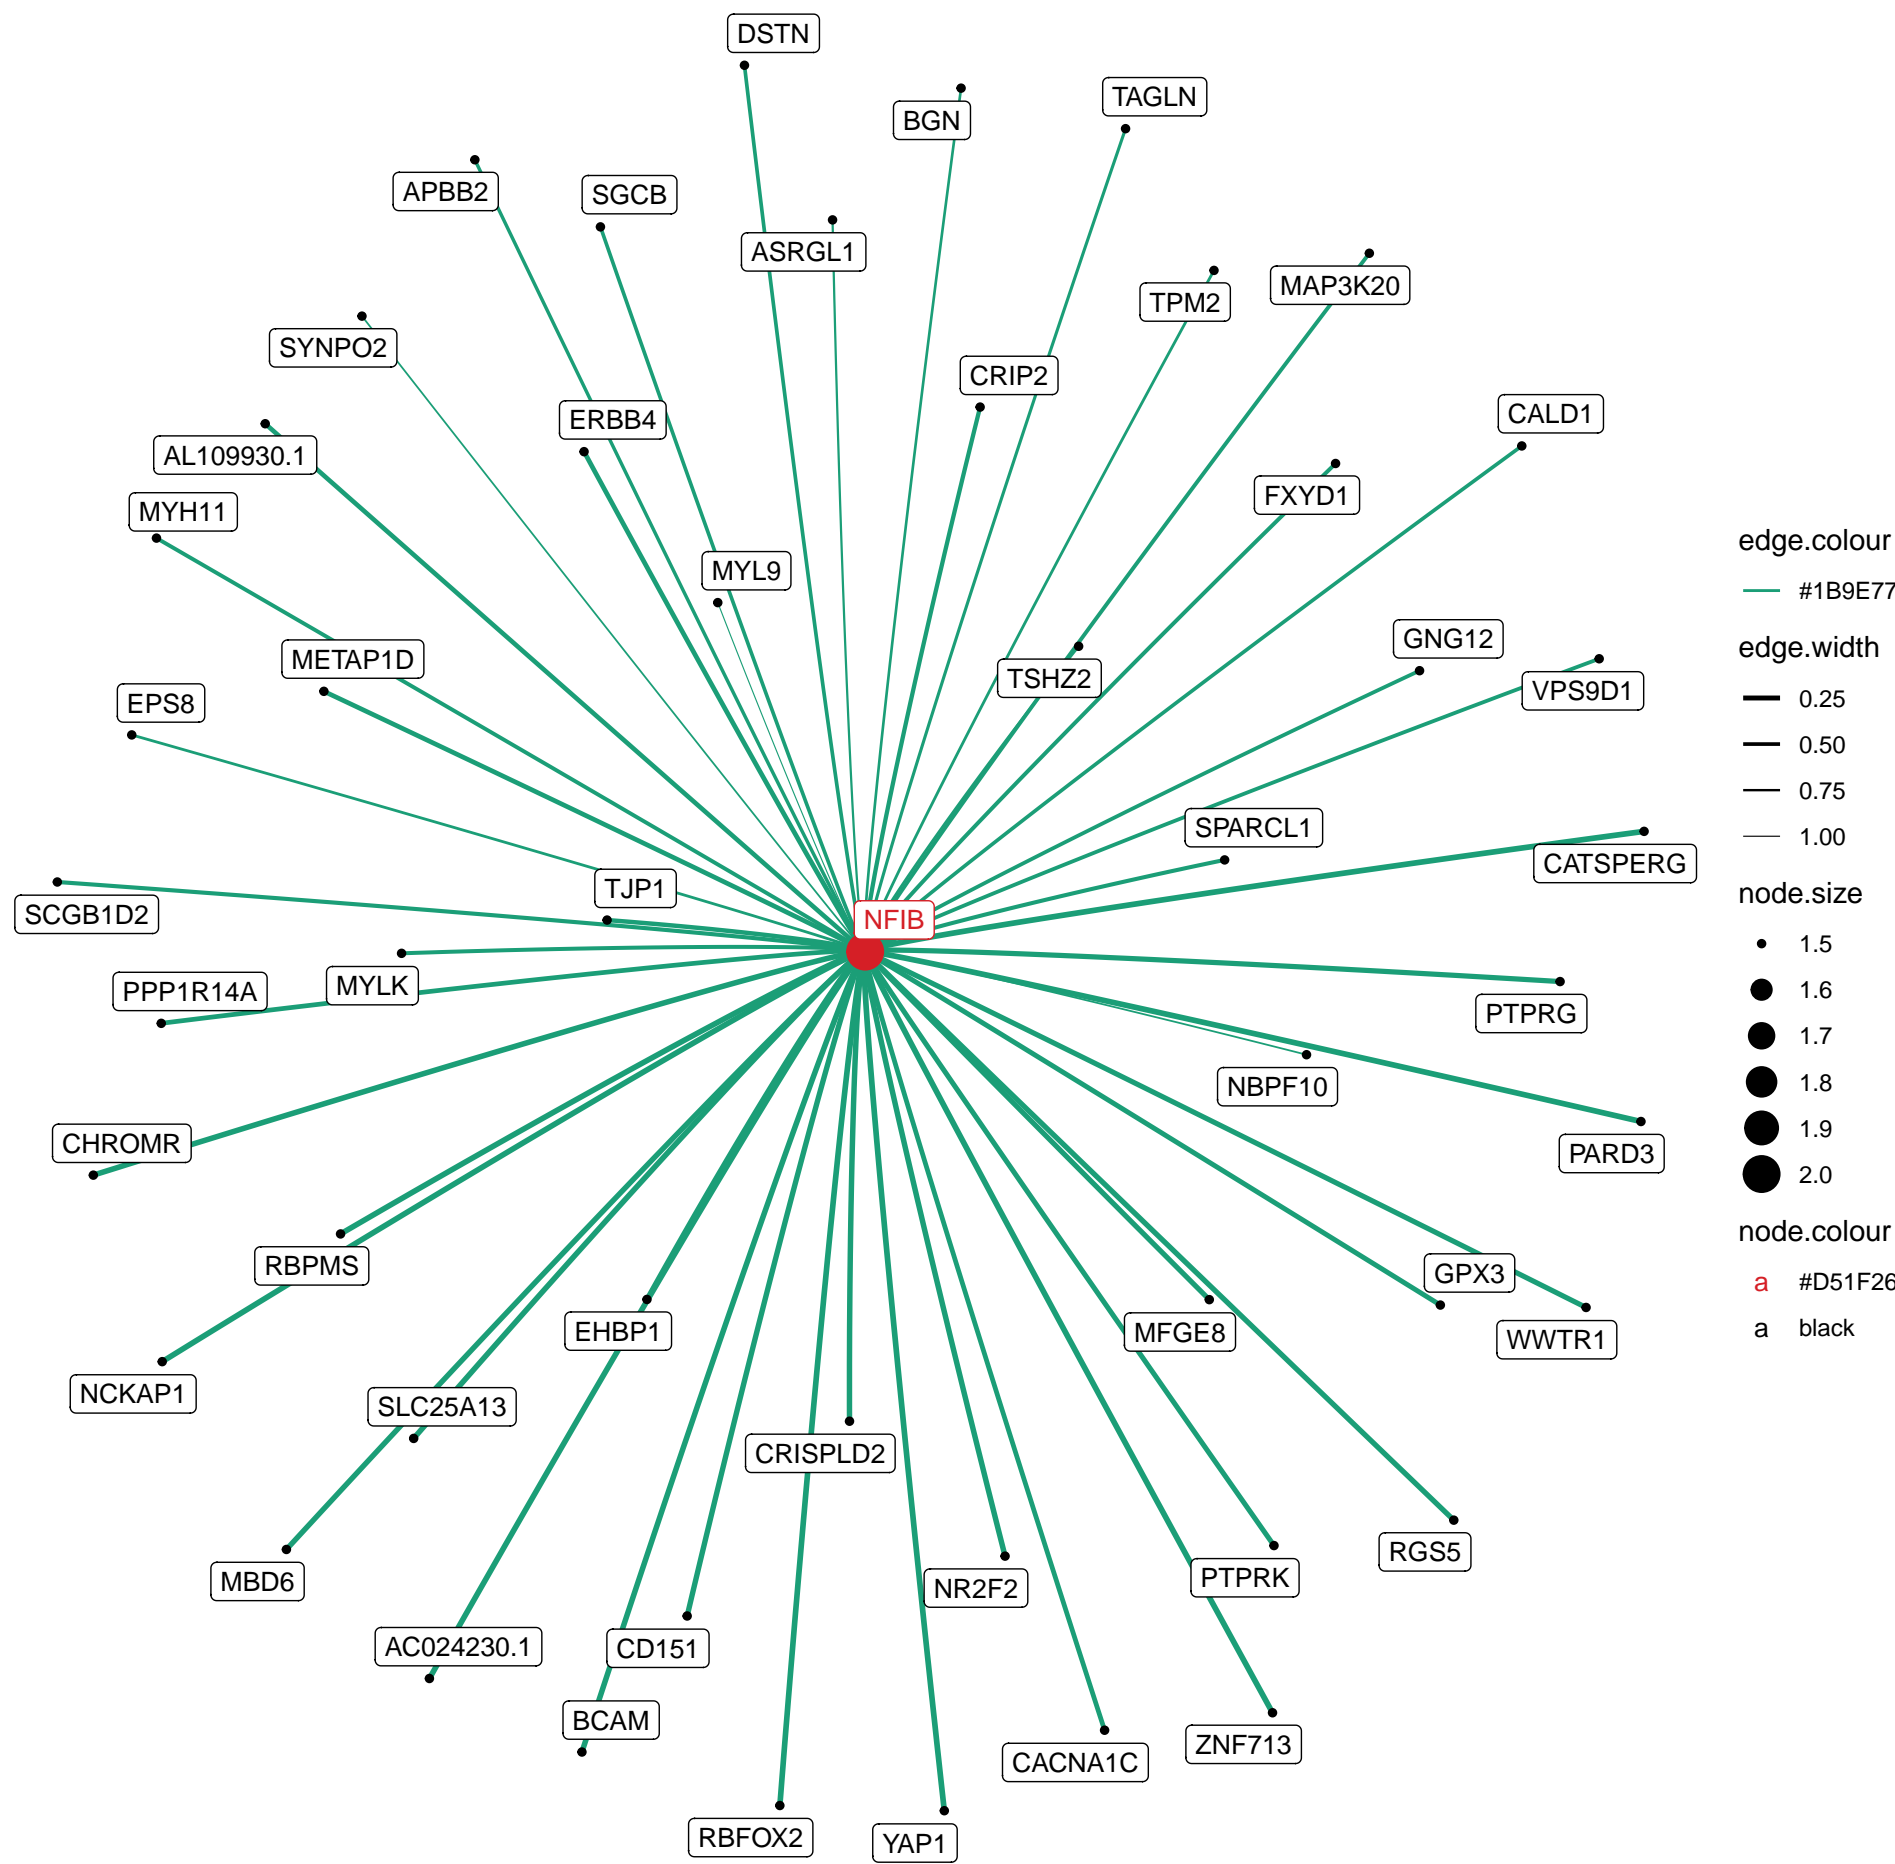 DSTN
BGN
TAGLN
APBB2
SGCB
ASRGL1
MAP3K20
TPM2
SYNPO2
CRIP2
CALD1
ERBB4
AL109930.1
FXYD1
MYH11
MYL9
GNG12
METAP1D
TSHZ2
VPS9D1
EPS8
SPARCL1
CATSPERG
TJP1
SCGB1D2
NFIB
MYLK
PPP1R14A
PTPRG
NBPF10
CHROMR
PARD3
RBPMS
GPX3
EHBP1
MFGE8
WWTR1
NCKAP1
SLC25A13
CRISPLD2
RGS5
PTPRK
MBD6
NR2F2
AC024230.1
CD151
BCAM
ZNF713
CACNA1C
RBFOX2
YAP1
edge.colour
#1B9E77
edge.width
0.25
0.50
0.75
1.00
node.size
1.5
1.6
1.7
1.8
1.9
2.0
node.colour
a #D51F26
a black